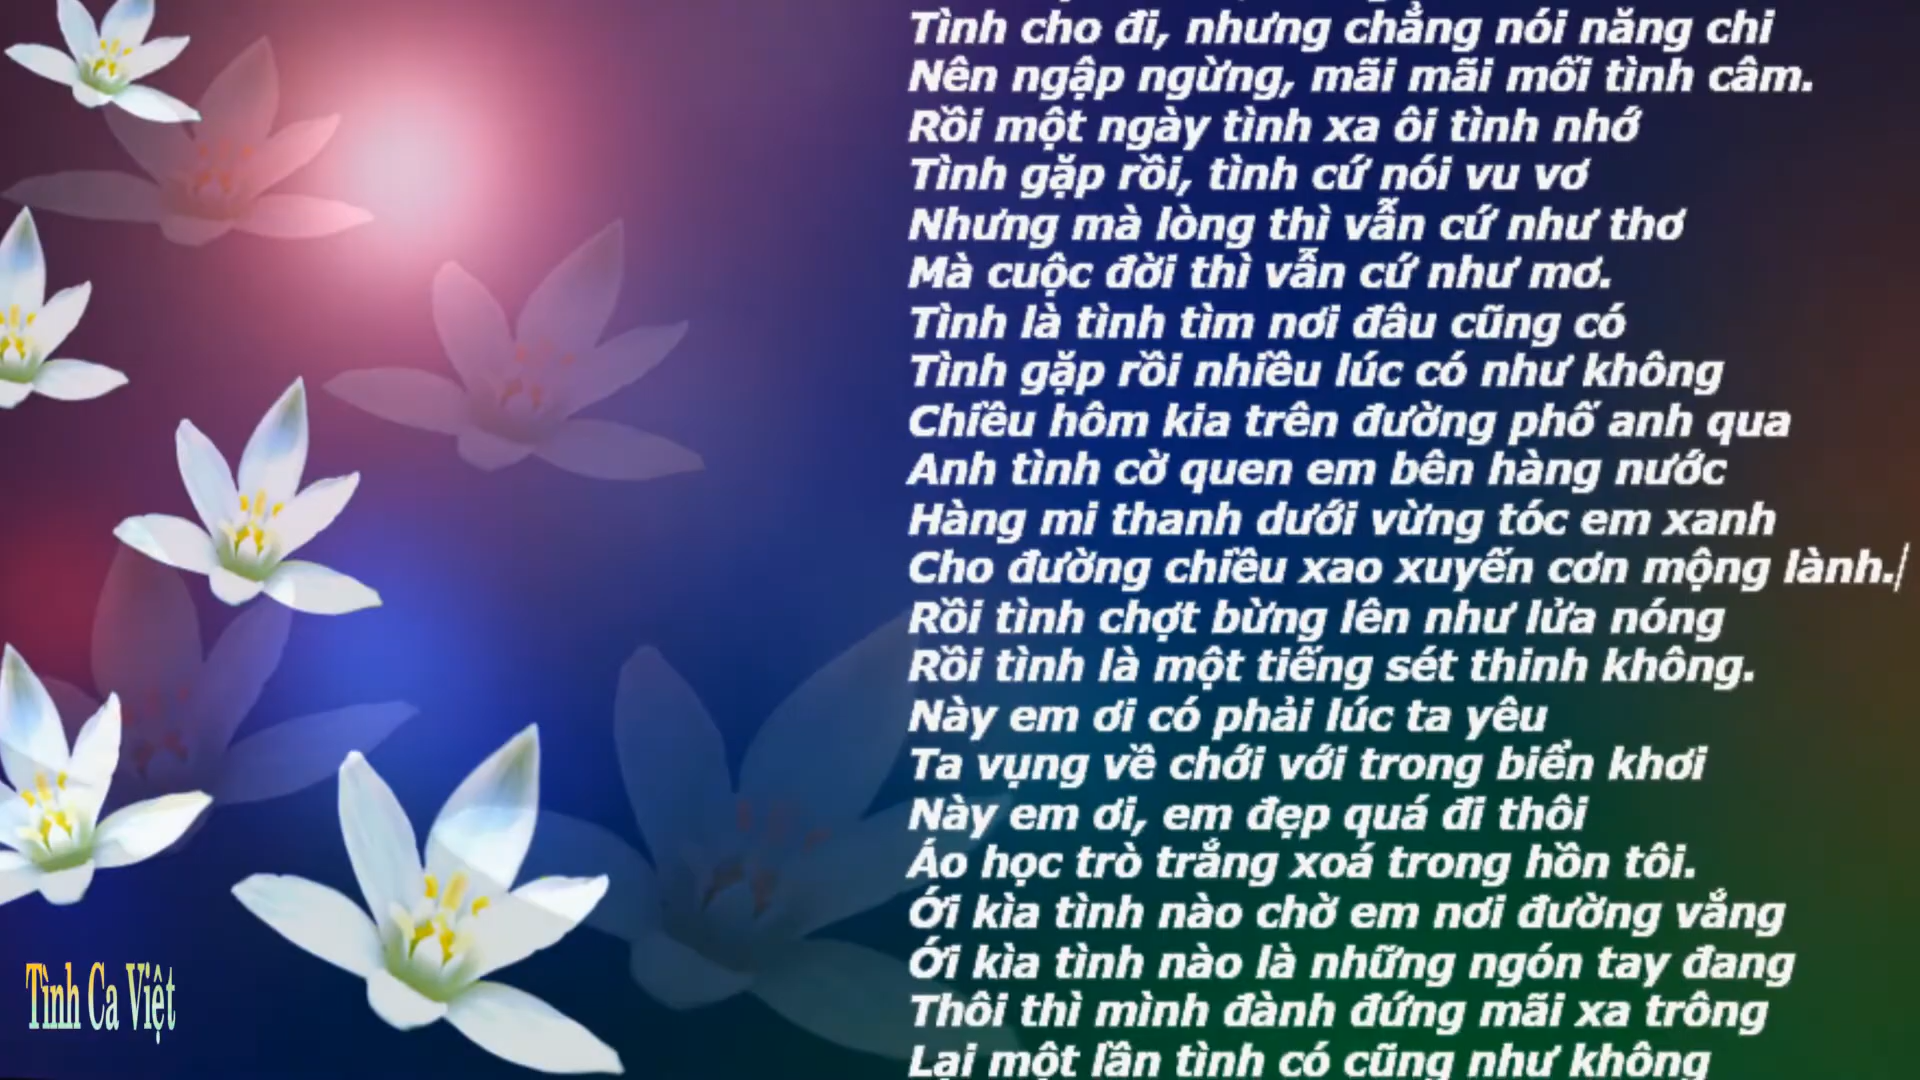 Tình cho đi, nhưng chẳng nói năng chi
Nên ngập ngừng, mãi mãi mối tình câm.
Rồi một ngày tình xa ôi tình nhớ
Tình gặp rồi, tình cứ nói vu vơ
Nhưng mà lòng thì vẫn cứ như thơ
Mà cuộc đời thì vẫn cứ như mơ.
Tình là tình tìm nơi đâu cũng có
Tình gặp rồi nhiều lúc có như không
Chiều hôm kia trên đường phố anh qua
Anh tình cờ quen em bên hàng nước
Hàng mi thanh dưới vừng tóc em xanh
Cho đường chiều xao xuyến cơn mộng lành./
Rồi tình chợt bừng lên như lửa nóng
Rồi tình là một tiếng sét thinh không.
Này em ơi có phải lúc ta yêu
Ta vụng về chới với trong biển khơi
Này em ơi, em đẹp quá đi thôi
Áo học trò trắng xoá trong hồn tôi.
Ới kìa tình nào chờ em nơi đường vắng
Ới kìa tình nào là những ngón tay đang
Thôi thì mình đành đứng mãi xa trông
Lại một lần tình có cũng như không
Tình Ca Việt